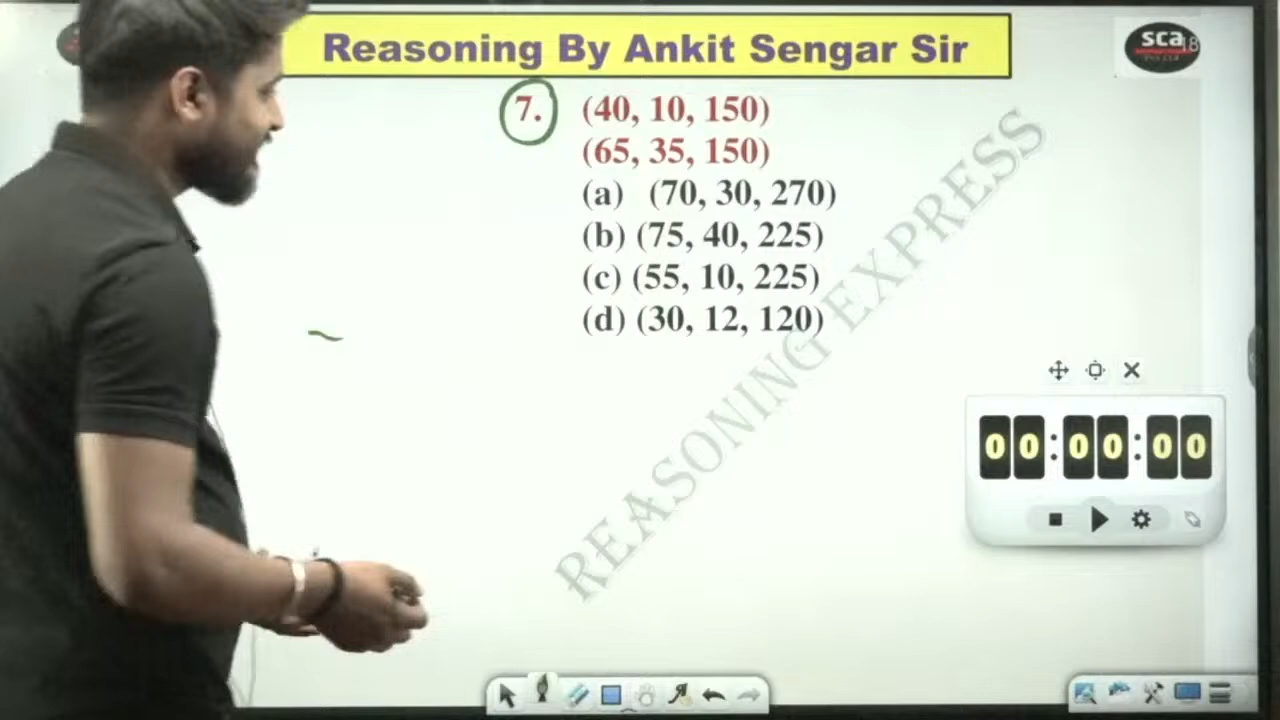 Reasoning By Ankit Sengar Sir
sca
18
7. (40, 10, 150)
(65, 35, 150)
(a) (70, 30, 270)
(b) (75, 40, 225)
(c) (55, 10, 225)
(d) (30, 12, 120)
REASONING EXPRESS
00:00:00